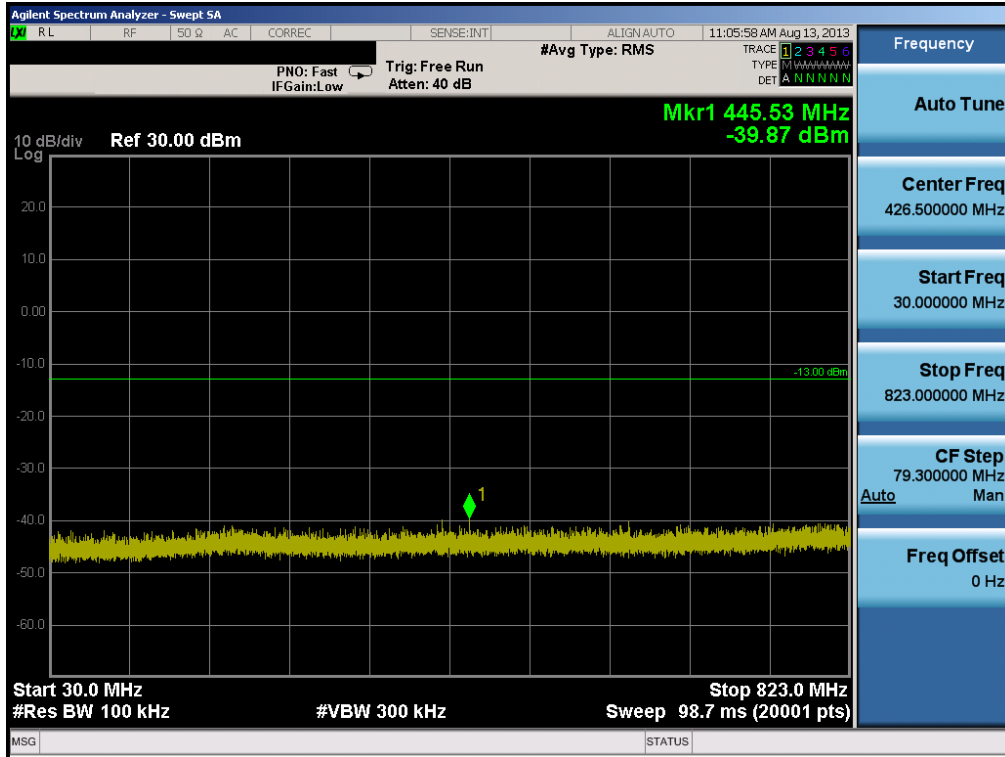 Agilent Spectrum Analyzer - Swept SA
LXI RL RF 50 Ω AC CORREC SENSE:INT ALIGN AUTO 11:05:58 AM Aug 13, 2013
PNO: Fast
IFGain:Low
Trig: Free Run
Atten: 40 dB
#Avg Type: RMS
TRACE 1 2 3 4 5 6
TYPE M
DET A N N N N N
Mkr1 445.53 MHz
-39.87 dBm
10 dB/div Ref 30.00 dBm
Log
20.0
10.0
0.00
-10.0
-13.00 dBm
-20.0
-30.0
1
-40.0
-50.0
-60.0
Start 30.0 MHz Stop 823.0 MHz
#Res BW 100 kHz #VBW 300 kHz Sweep 98.7 ms (20001 pts)
MSG STATUS
Frequency
Auto Tune
Center Freq
426.500000 MHz
Start Freq
30.000000 MHz
Stop Freq
823.000000 MHz
CF Step
79.300000 MHz
Auto Man
Freq Offset
0 Hz